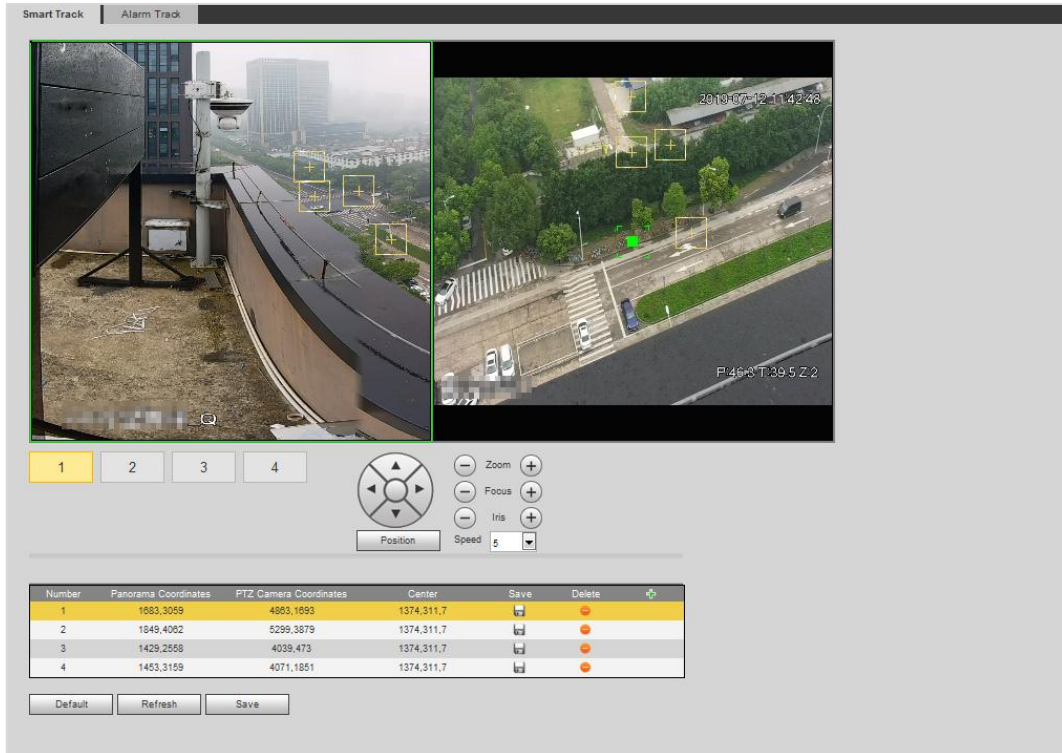 Smart Track Alarm Track
2019-07-12 11:42:48
P:46.8 T:39.5 Z:2
1 2 3 4
Zoom
Focus
Iris
Position Speed 5
Number Panorama Coordinates PTZ Camera Coordinates Center Save Delete
1 1683,3059 4863,1693 1374,311,7
2 1849,4062 5299,3879 1374,311,7
3 1429,2558 4039,473 1374,311,7
4 1453,3159 4071,1851 1374,311,7
Default Refresh Save